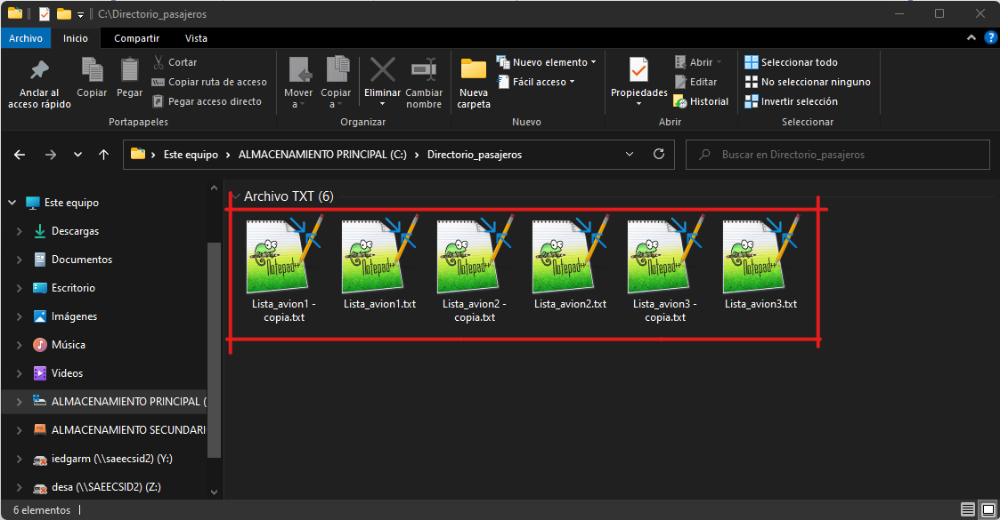 C:\Directorio_pasajeros
Archivo Inicio Compartir Vista
Anclar al acceso rápido
Copiar
Pegar
Cortar
Copiar ruta de acceso
Pegar acceso directo
Portapapeles
Mover a
Copiar a
Eliminar
Cambiar nombre
Organizar
Nueva carpeta
Nuevo elemento
Fácil acceso
Nuevo
Propiedades
Abrir
Editar
Historial
Abrir
Seleccionar todo
No seleccionar ninguno
Invertir selección
Seleccionar
Este equipo > ALMACENAMIENTO PRINCIPAL (C:) > Directorio_pasajeros
Buscar en Directorio_pasajeros
Este equipo
Descargas
Documentos
Escritorio
Imágenes
Música
Videos
ALMACENAMIENTO PRINCIPAL (
ALMACENAMIENTO SECUNDARI
iedgarm (\\saeecsid2) (Y:)
desa (\\SAEECSID2) (Z:)
Archivo TXT (6)
Notepad++
Lista_avion1 - copia.txt
Notepad++
Lista_avion1.txt
Notepad++
Lista_avion2 - copia.txt
Notepad++
Lista_avion2.txt
Notepad++
Lista_avion3 - copia.txt
Notepad++
Lista_avion3.txt
6 elementos